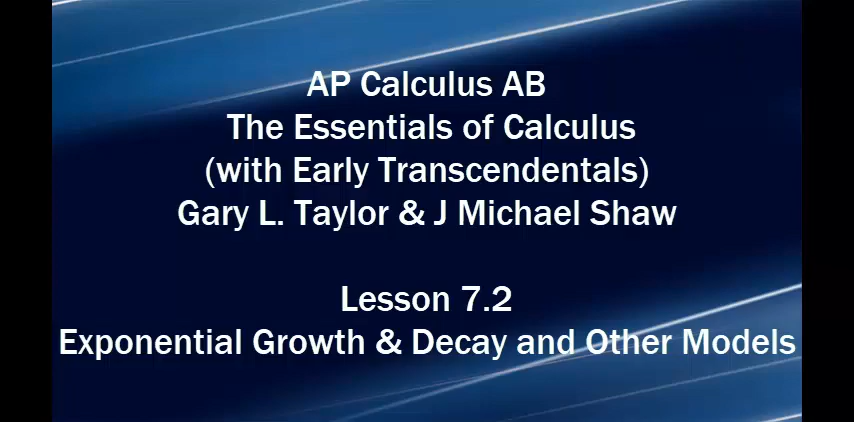 AP Calculus AB
The Essentials of Calculus
(with Early Transcendentals)
Gary L. Taylor & J Michael Shaw
Lesson 7.2
Exponential Growth & Decay and Other Models